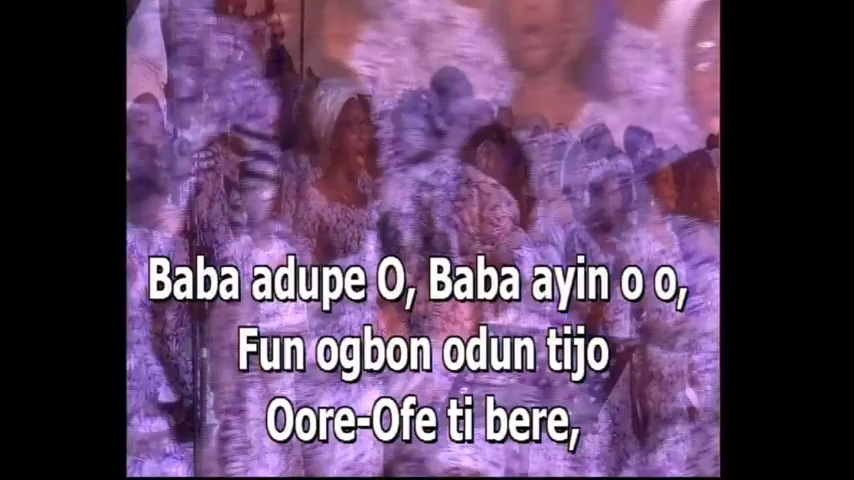 Baba adupe O, Baba ayin o o,
Fun ogbon odun tijo
Oore-Ofe ti bere,